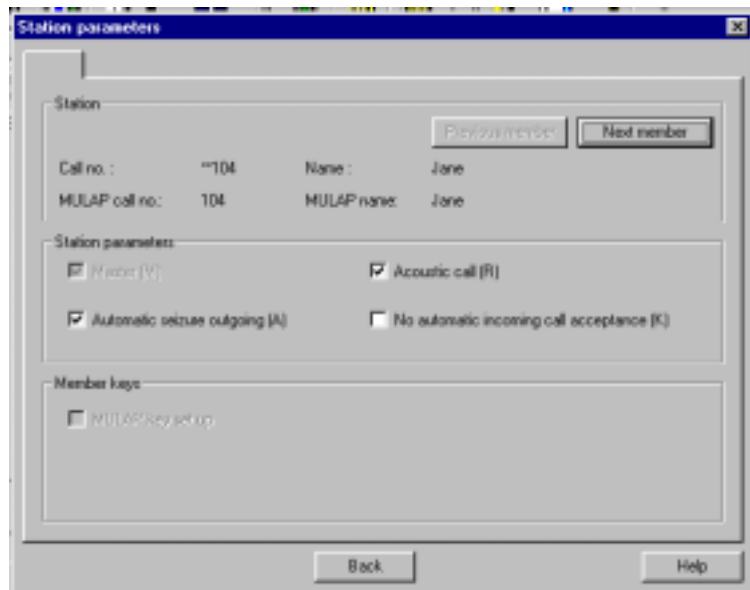 Station parameters
Station
Previous member
Next member
Call no. : **104 Name : Jane
MULAP call no.: 104 MULAP name: Jane
Station parameters
Master (M)
Acoustic call (R)
Automatic seizure outgoing (A)
No automatic incoming call acceptance (K)
Member keys
MULAP key set up
Back
Help